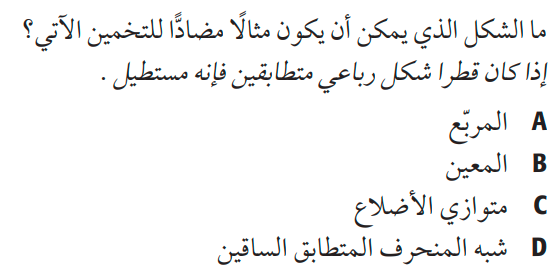 ما الشكل الذي يمكن أن يكون مثالًا مضادًّا للتخمين الآتي؟
إذا كان قطرا شكل رباعي متطابقين فإنه مستطيل .
A المربّع
B المعين
C متوازي الأضلاع
D شبه المنحرف المتطابق الساقين